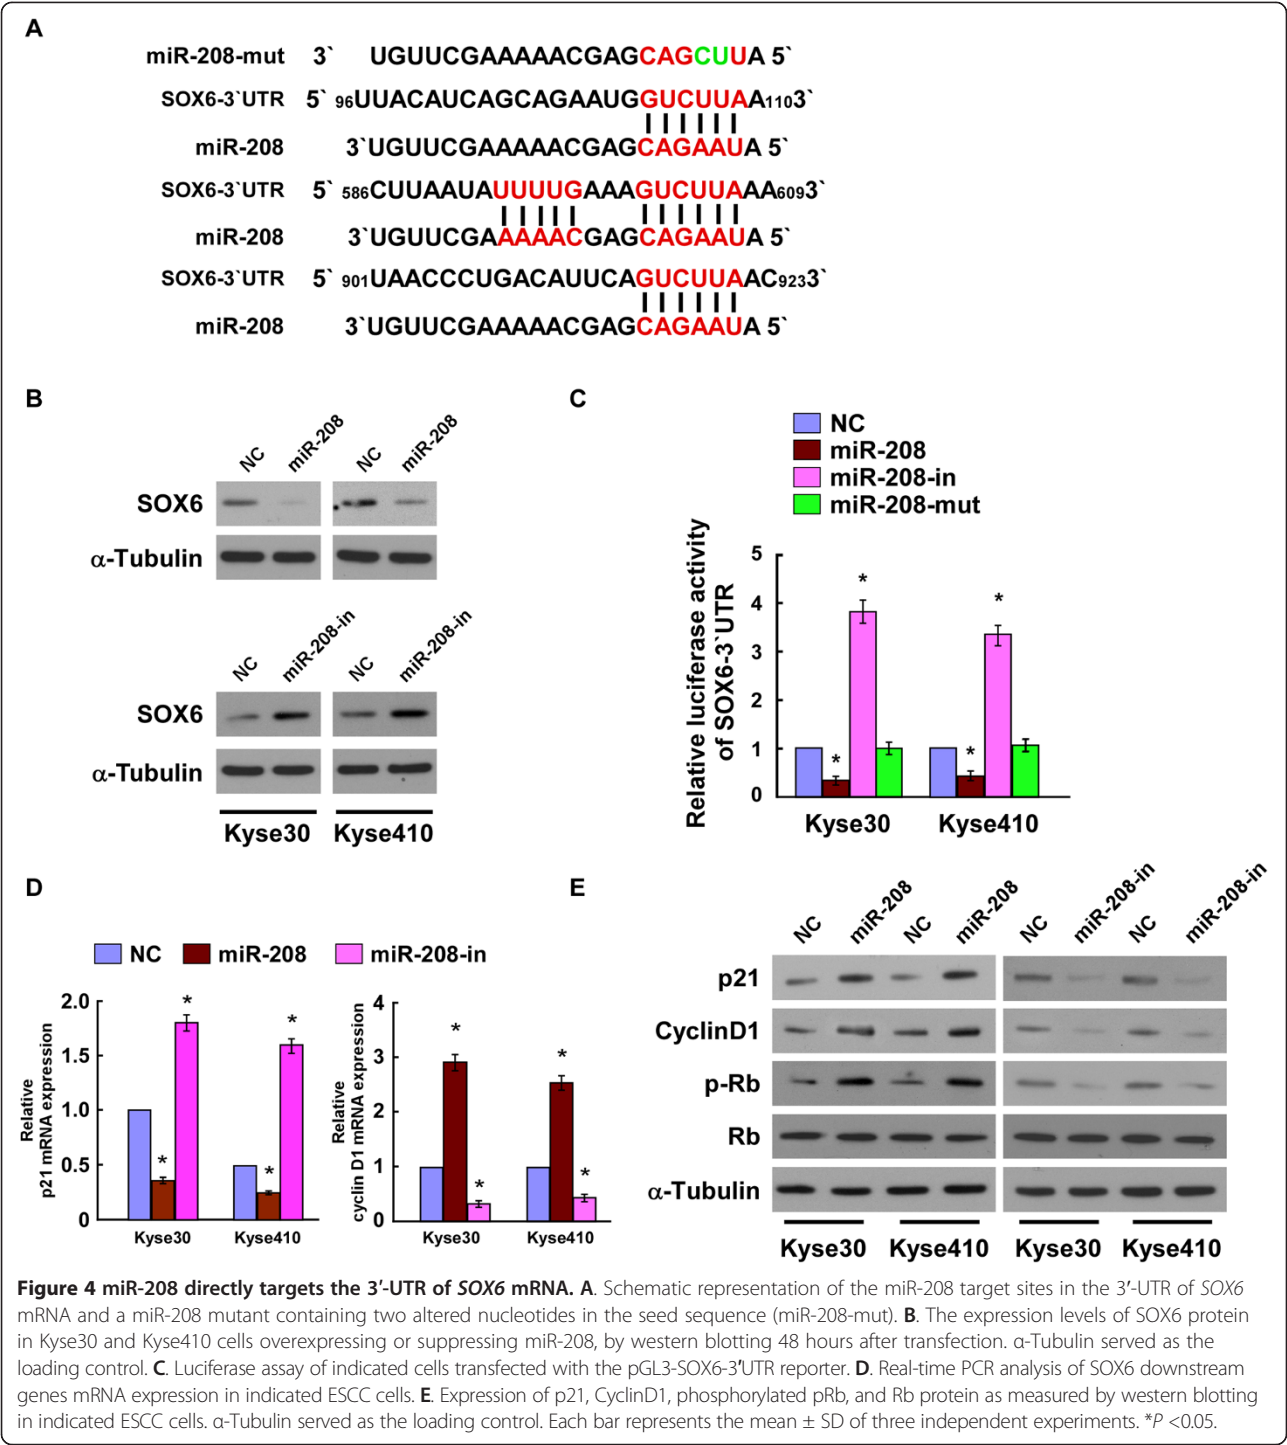 A
miR-208-mut 3` UGUUCGAAAAACGAGCAGCUUA 5`
SOX6-3`UTR 5` 96UUACAUCAGCAGAAUGGUCUUAA1103`
miR-208 3`UGUUCGAAAAACGAGCAGAAUA 5`
SOX6-3`UTR 5` 586CUUAAUAUUUUGAAAGUCUUAAA6093`
miR-208 3`UGUUCGAAAAACGAGCAGAAUA 5`
SOX6-3`UTR 5` 901UAACCCUGACAUUCAGUCUUAAC9233`
miR-208 3`UGUUCGAAAAACGAGCAGAAUA 5`
B
NC miR-208 NC miR-208
SOX6
α-Tubulin
NC miR-208-in NC miR-208-in
SOX6
α-Tubulin
Kyse30 Kyse410
C
NC
miR-208
miR-208-in
miR-208-mut
Relative luciferase activity
of SOX6-3`UTR
5
4
3
2
1
0
* * * *
Kyse30 Kyse410
D
NC miR-208 miR-208-in
Relative
p21 mRNA expression
2.0
1.5
1.0
0.5
0
* * * *
Kyse30 Kyse410
Relative
cyclin D1 mRNA expression
4
3
2
1
0
* * * *
Kyse30 Kyse410
E
NC miR-208 NC miR-208 NC miR-208-in NC miR-208-in
p21
CyclinD1
p-Rb
Rb
α-Tubulin
Kyse30 Kyse410 Kyse30 Kyse410
Figure 4 miR-208 directly targets the 3′-UTR of SOX6 mRNA. A. Schematic representation of the miR-208 target sites in the 3′-UTR of SOX6
mRNA and a miR-208 mutant containing two altered nucleotides in the seed sequence (miR-208-mut). B. The expression levels of SOX6 protein
in Kyse30 and Kyse410 cells overexpressing or suppressing miR-208, by western blotting 48 hours after transfection. α-Tubulin served as the
loading control. C. Luciferase assay of indicated cells transfected with the pGL3-SOX6-3′UTR reporter. D. Real-time PCR analysis of SOX6 downstream
genes mRNA expression in indicated ESCC cells. E. Expression of p21, CyclinD1, phosphorylated pRb, and Rb protein as measured by western blotting
in indicated ESCC cells. α-Tubulin served as the loading control. Each bar represents the mean ± SD of three independent experiments. *P <0.05.